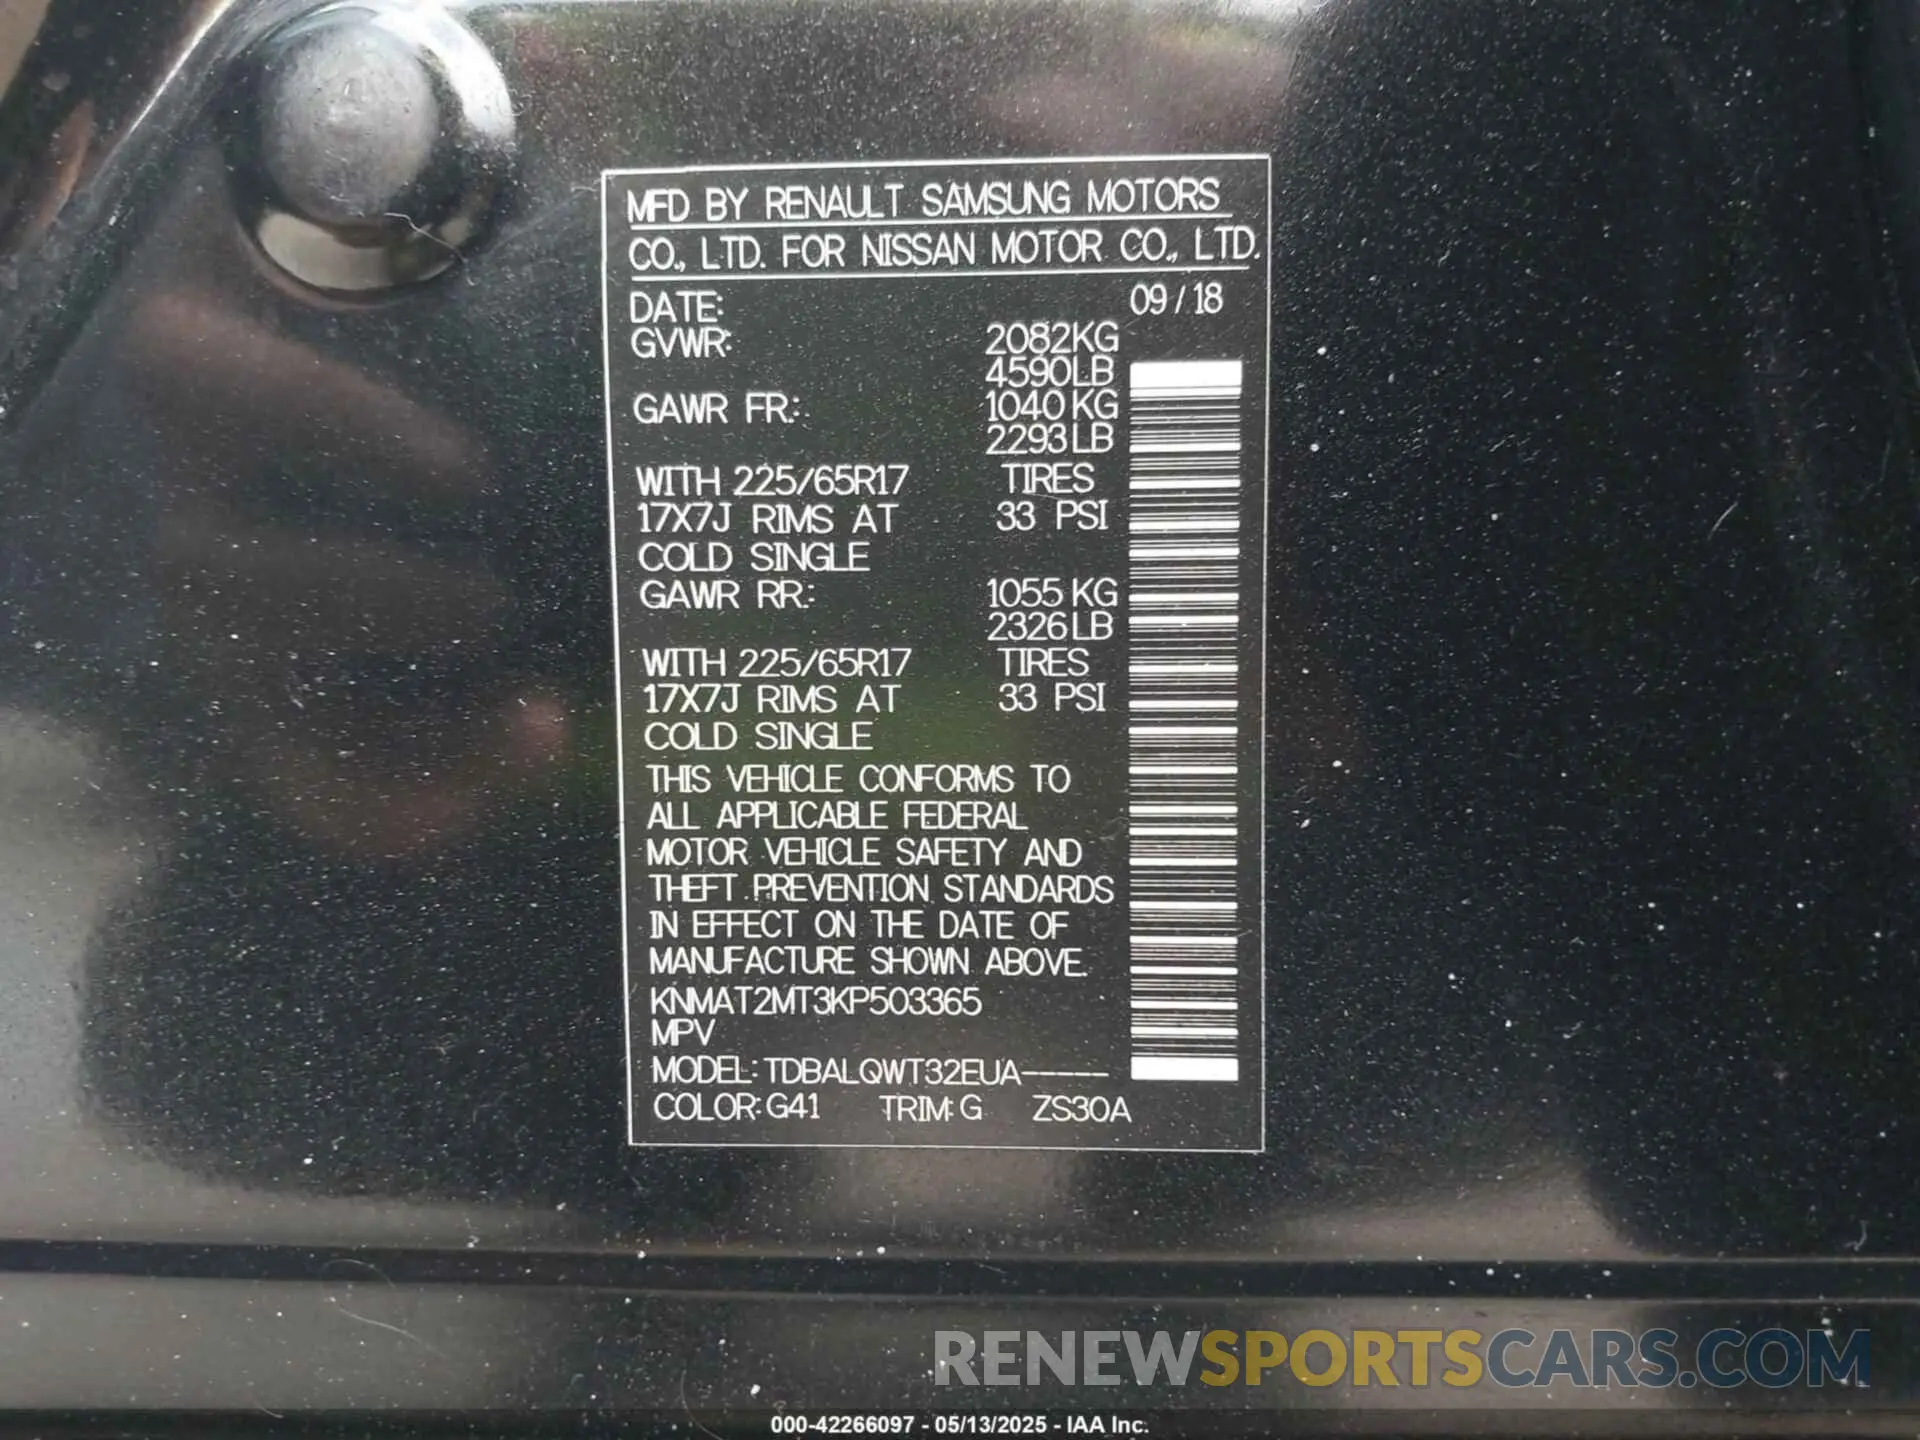 MFD BY RENAULT SAMSUNG MOTORS
CO., LTD. FOR NISSAN MOTOR CO., LTD.
DATE: 09 / 18
GVWR: 2082KG
4590LB
GAWR FR.: 1040 KG
2293LB
WITH 225/65R17 TIRES
17X7J RIMS AT 33 PSI
COLD SINGLE
GAWR RR.: 1055 KG
2326LB
WITH 225/65R17 TIRES
17X7J RIMS AT 33 PSI
COLD SINGLE
THIS VEHICLE CONFORMS TO
ALL APPLICABLE FEDERAL
MOTOR VEHICLE SAFETY AND
THEFT PREVENTION STANDARDS
IN EFFECT ON THE DATE OF
MANUFACTURE SHOWN ABOVE.
KNMAT2MT3KP503365
MPV
MODEL: TDBALQWT32EUA-----
COLOR: G41 TRIM: G ZS30A
RENEWSPORTSCARS.COM
000-42266097 - 05/13/2025 - IAA Inc.